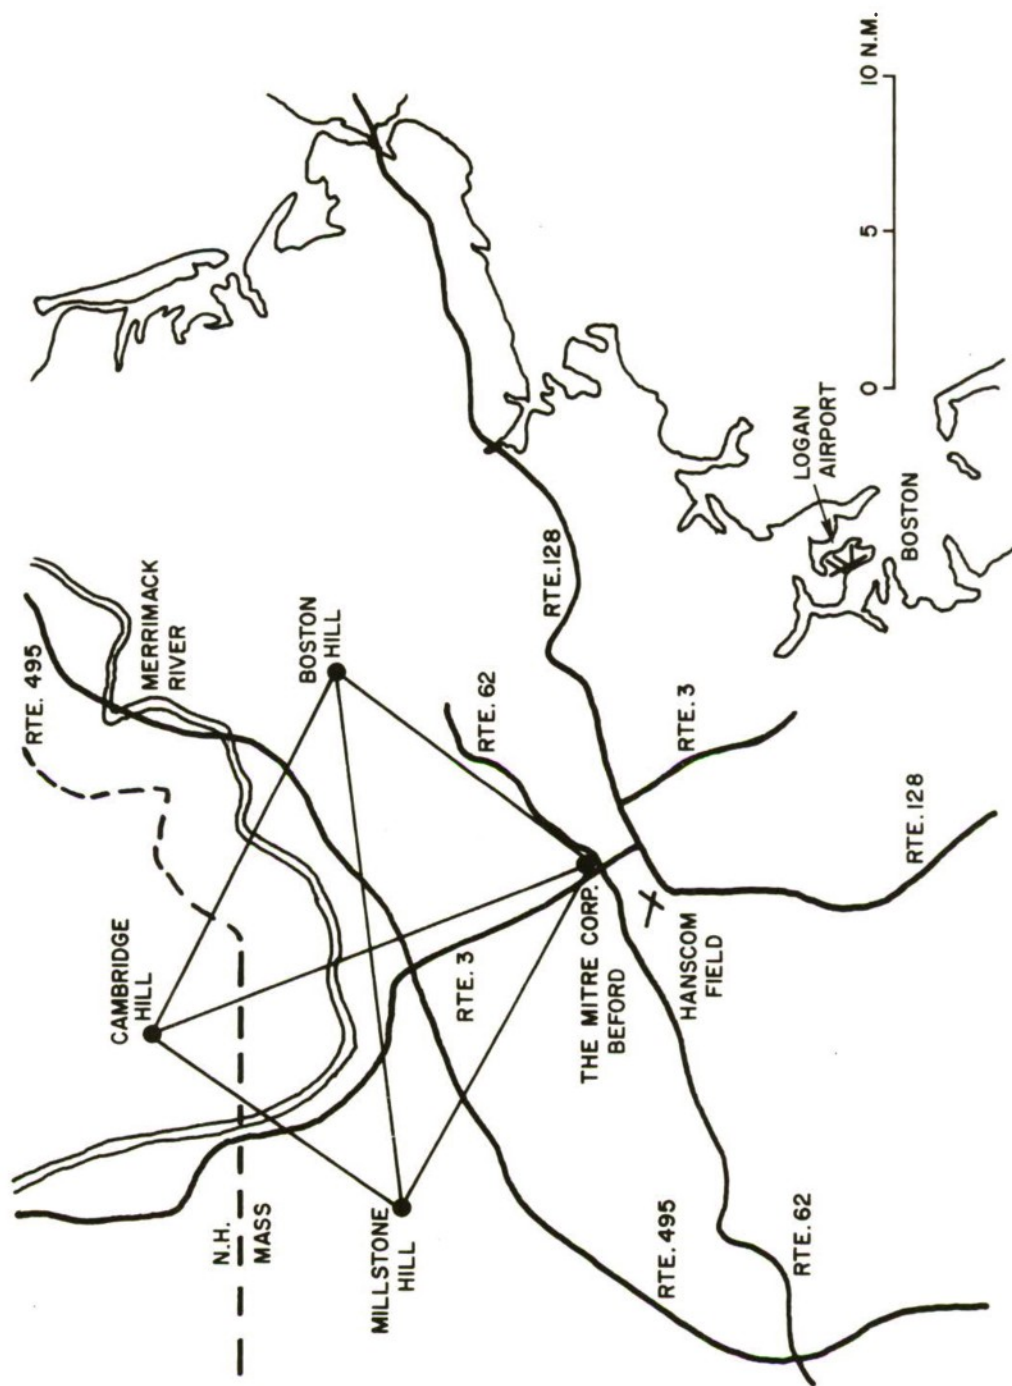 RTE. 495
MERRIMACK
RIVER
CAMBRIDGE
HILL
N.H.
MASS
BOSTON
HILL
MILLSTONE
HILL
RTE. 3
RTE. 62
RTE.128
THE MITRE CORP.
BEFORD
HANSCOM
FIELD
RTE. 3
RTE. 495
RTE. 62
RTE. 128
LOGAN
AIRPORT
BOSTON
0
5
10 N.M.